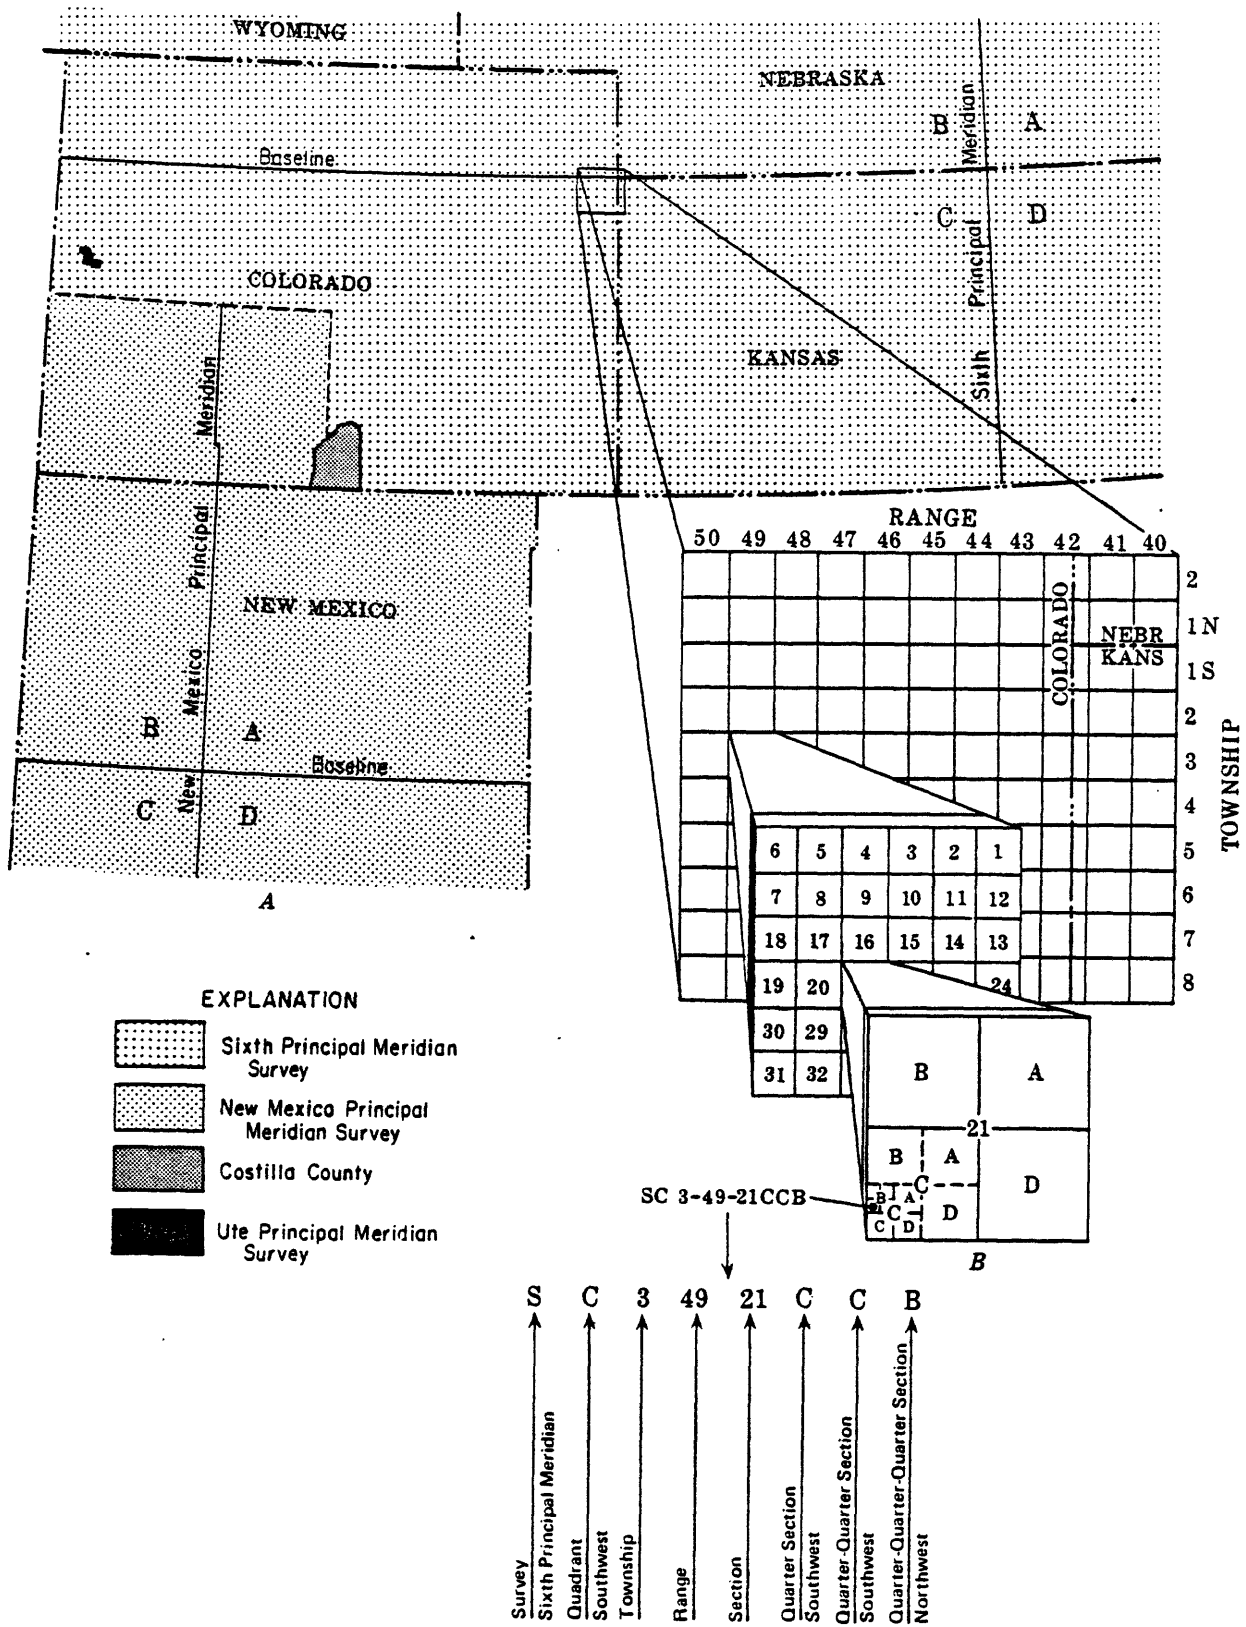 WYOMING
NEBRASKA
B A
Meridian
Baseline
C D
Principal
COLORADO
KANSAS
Sixth
Meridian
Principal
NEW MEXICO
Mexico
B A
Baseline
New
C D
A
RANGE
50 49 48 47 46 45 44 43 42 41 40
2
COLORADO
1 N
NEBR
KANS
1 S
2
3
TOWNSHIP
4
5
6
7
8
6 5 4 3 2 1
7 8 9 10 11 12
18 17 16 15 14 13
19 20 24
30 29
31 32
B A
21
B A
C
D
B A
C
D
C D
B
SC 3-49-21CCB
EXPLANATION
Sixth Principal Meridian
Survey
New Mexico Principal
Meridian Survey
Costilla County
Ute Principal Meridian
Survey
S C 3 49 21 C C B
Survey
Sixth Principal Meridian
Quadrant
Southwest
Township
Range
Section
Quarter Section
Southwest
Quarter-Quarter Section
Southwest
Quarter-Quarter-Quarter Section
Northwest